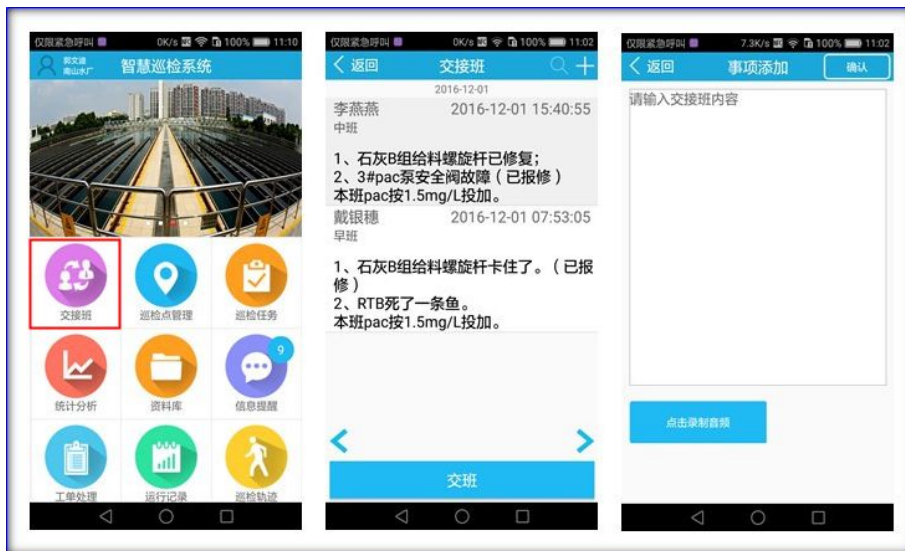 仅限紧急呼叫 0K/s 100% 11:10
郭文迪
南山水厂
智慧巡检系统
交接班
巡检点管理
巡检任务
统计分析
资料库
9
信息提醒
工单处理
运行记录
巡检轨迹
仅限紧急呼叫 0K/s 100% 11:02
返回 交接班
2016-12-01
李燕燕 2016-12-01 15:40:55
中班
1、石灰B组给料螺旋杆已修复；
2、3#pac泵安全阀故障（已报修）
本班pac按1.5mg/L投加。
戴银穗 2016-12-01 07:53:05
早班
1、石灰B组给料螺旋杆卡住了。（已报
修）
2、RTB死了一条鱼。
本班pac按1.5mg/L投加。
交班
仅限紧急呼叫 7.3K/s 100% 11:02
返回 事项添加 确认
请输入交接班内容
点击录制音频